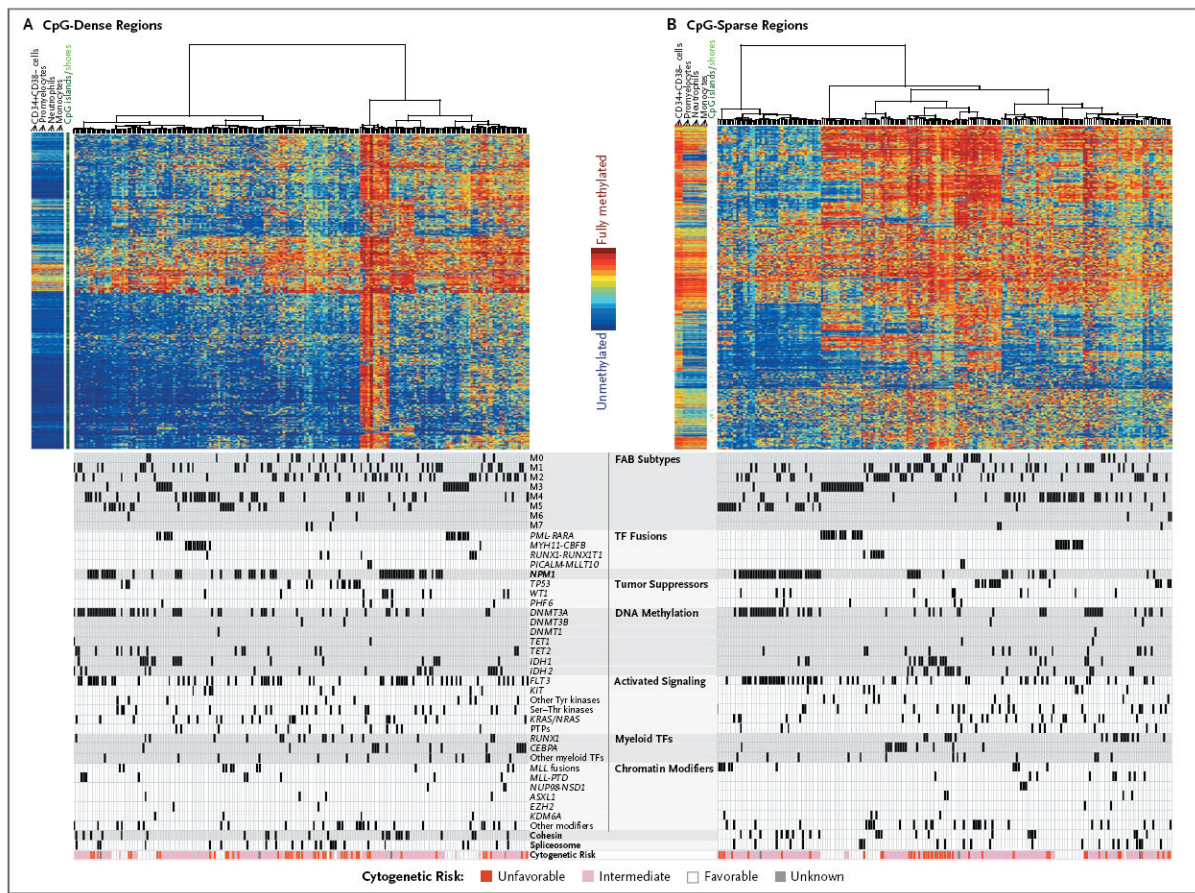 A CpG-Dense Regions
B CpG-Sparse Regions
CD34+CD38− cells
Promyelocytes
Neutrophils
Monocytes
CpG islands/shores
CD34+CD38− cells
Promyelocytes
Neutrophils
Monocytes
CpG islands/shores
Fully methylated
Unmethylated
M0
M1
M2
M3
M4
M5
M6
M7
FAB Subtypes
PML-RARA
MYH11-CBFB
RUNX1-RUNX1T1
PICALM-MLLT10
TF Fusions
NPM1
TP53
WT1
PHF6
Tumor Suppressors
DNMT3A
DNMT3B
DNMT1
TET1
TET2
IDH1
IDH2
DNA Methylation
FLT3
KIT
Other Tyr kinases
Ser–Thr kinases
KRAS/NRAS
PTPs
Activated Signaling
RUNX1
CEBPA
Other myeloid TFs
Myeloid TFs
MLL fusions
MLL-PTD
NUP98-NSD1
ASXL1
EZH2
KDM6A
Other modifiers
Chromatin Modifiers
Cohesin
Spliceosome
Cytogenetic Risk
Cytogenetic Risk: Unfavorable Intermediate Favorable Unknown